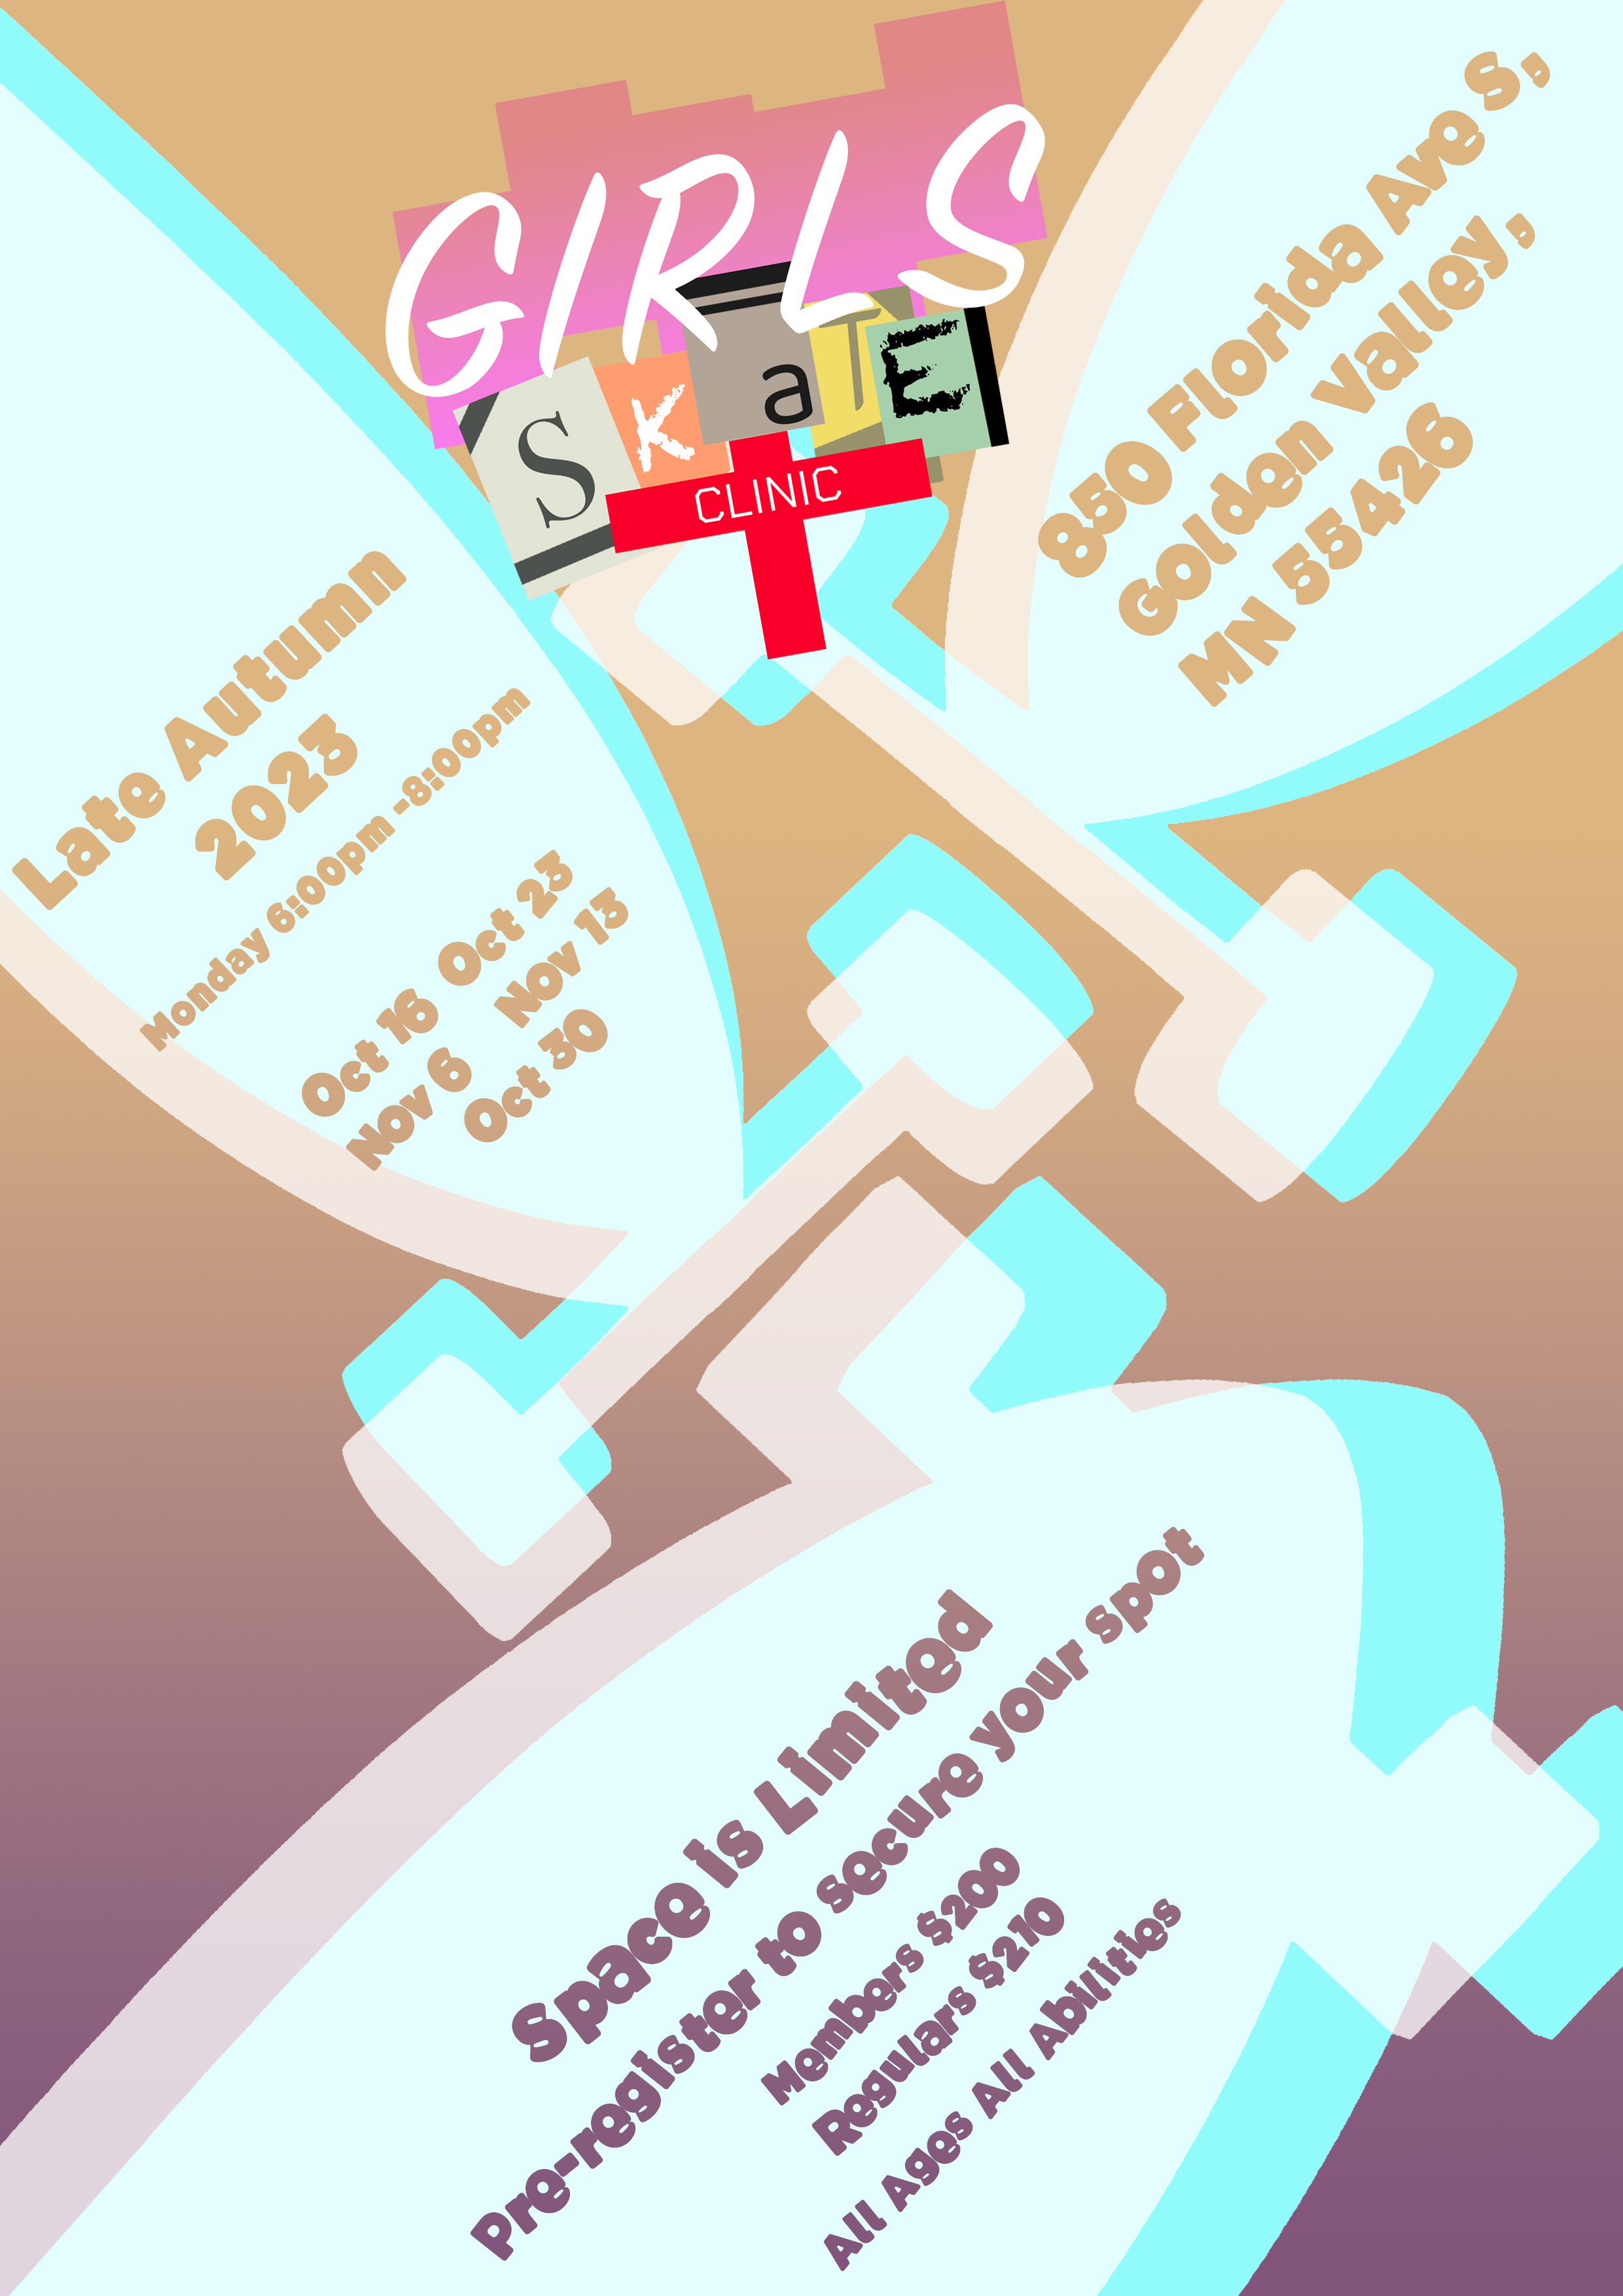 GIRLS
SKaTE
CLINIC
880 Florida Ave S,
Golden Valley,
MN 55426
Late Autumn
2023
Monday 6:00pm -8:00pm
Oct 16 Oct 23
Nov 6 Nov 13
Oct 30
Space is Limited
Pre-register to secure your spot
Members $200
Regulars $210
All Ages All Abilities